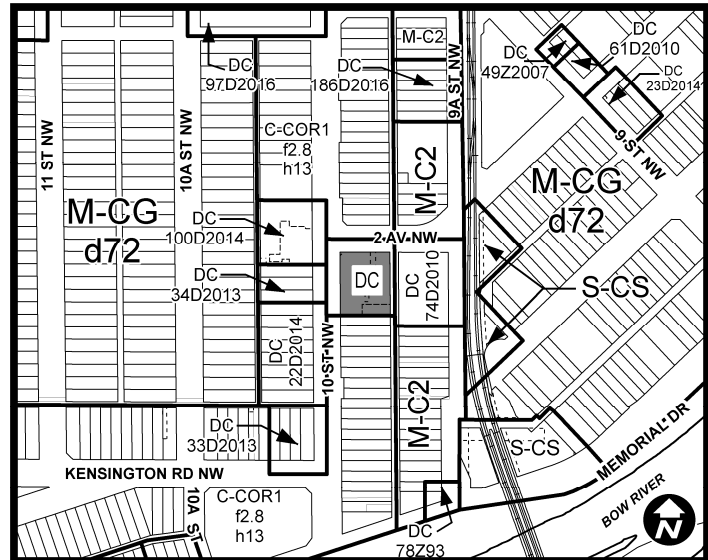 M-C2
DC
97D2016
DC
186D2016
9A ST NW
DC
49Z2007
DC
61D2010
DC
23D2014
9 ST NW
11 ST NW
10A ST NW
C-COR1
f2.8
h13
M-CG
d72
M-C2
M-CG
d72
DC
100D2014
2 AV NW
DC
34D2013
DC
DC
74D2010
S-CS
DC
22D2014
10 ST NW
M-C2
DC
33D2013
S-CS
MEMORIAL DR
KENSINGTON RD NW
10A ST
C-COR1
f2.8
h13
BOW RIVER
DC
78Z93
N